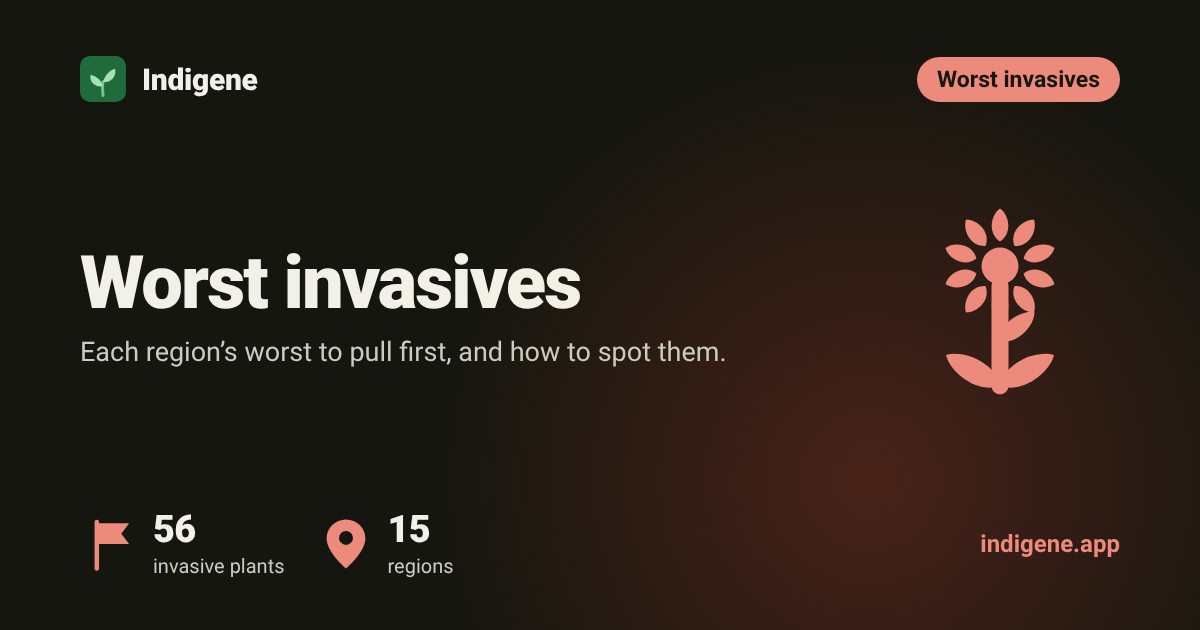 Indigene
Worst invasives
Worst invasives
Each region’s worst to pull first, and how to spot them.
56
invasive plants
15
regions
indigene.app